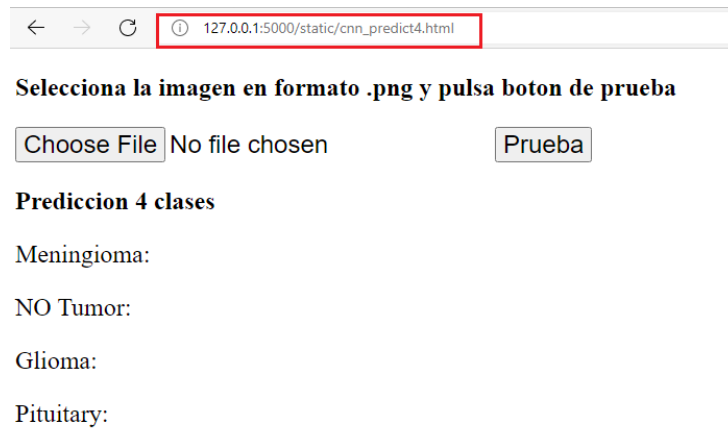 127.0.0.1:5000/static/cnn_predict4.html
Selecciona la imagen en formato .png y pulsa boton de prueba
Choose File No file chosen Prueba
Prediccion 4 clases
Meningioma:
NO Tumor:
Glioma:
Pituitary: